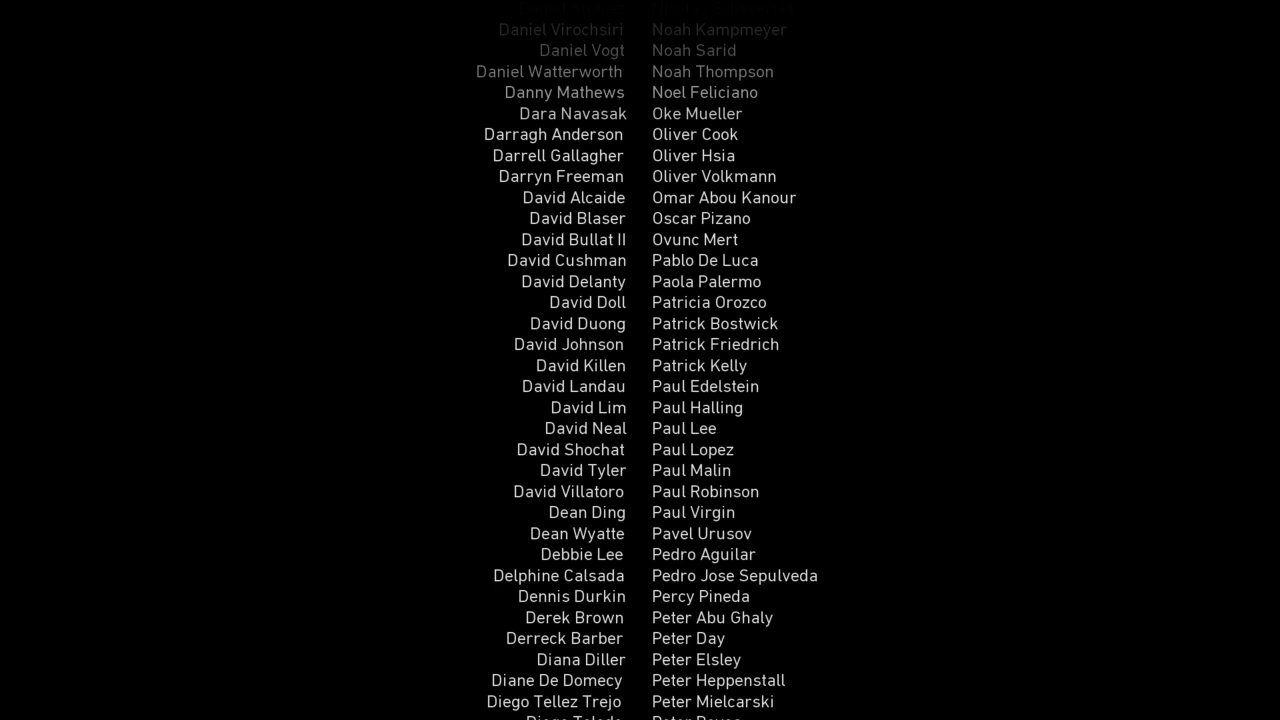 Daniel Virochsiri Noah Kampmeyer
Daniel Vogt Noah Sarid
Daniel Watterworth Noah Thompson
Danny Mathews Noel Feliciano
Dara Navasak Oke Mueller
Darragh Anderson Oliver Cook
Darrell Gallagher Oliver Hsia
Darryn Freeman Oliver Volkmann
David Alcaide Omar Abou Kanour
David Blaser Oscar Pizano
David Bullat II Ovunc Mert
David Cushman Pablo De Luca
David Delanty Paola Palermo
David Doll Patricia Orozco
David Duong Patrick Bostwick
David Johnson Patrick Friedrich
David Killen Patrick Kelly
David Landau Paul Edelstein
David Lim Paul Halling
David Neal Paul Lee
David Shochat Paul Lopez
David Tyler Paul Malin
David Villatoro Paul Robinson
Dean Ding Paul Virgin
Dean Wyatte Pavel Urusov
Debbie Lee Pedro Aguilar
Delphine Calsada Pedro Jose Sepulveda
Dennis Durkin Percy Pineda
Derek Brown Peter Abu Ghaly
Derreck Barber Peter Day
Diana Diller Peter Elsley
Diane De Domecy Peter Heppenstall
Diego Tellez Trejo Peter Mielcarski